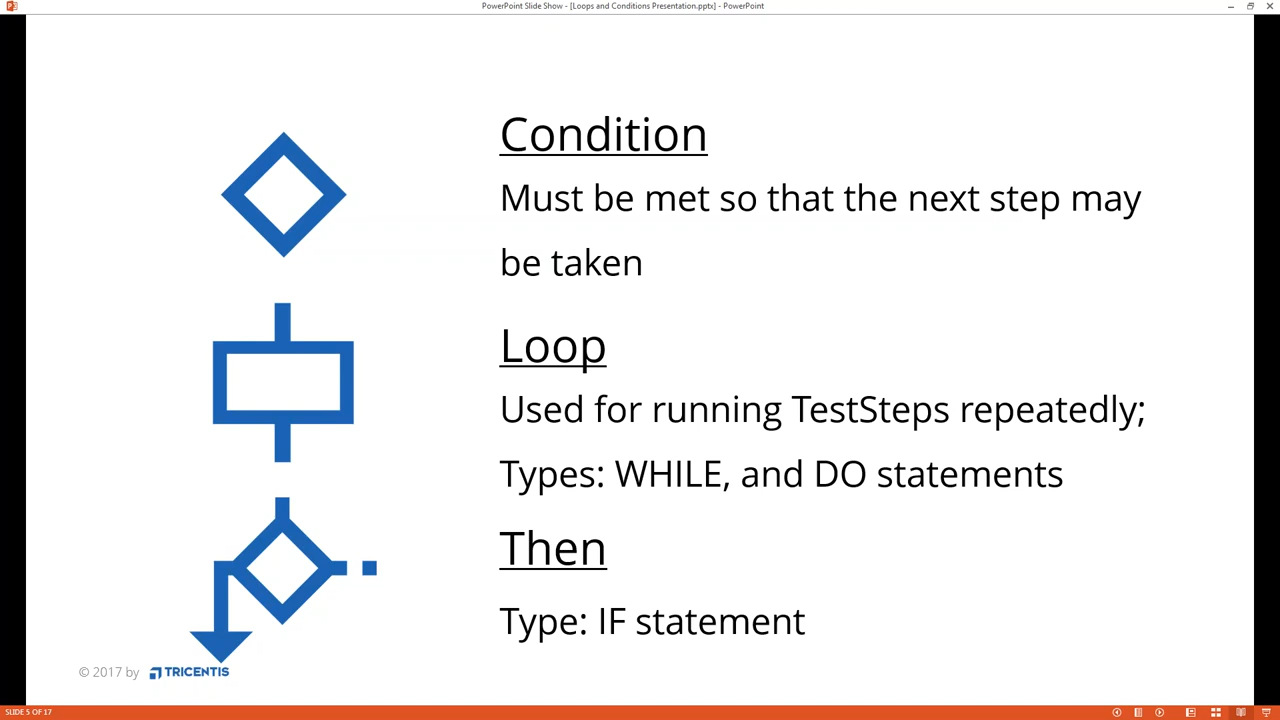 PowerPoint Slide Show - [Loops and Conditions Presentation.pptx] - PowerPoint
Condition
Must be met so that the next step may
be taken
Loop
Used for running TestSteps repeatedly;
Types: WHILE, and DO statements
Then
Type: IF statement
© 2017 by TRICENTIS
SLIDE 5 OF 17